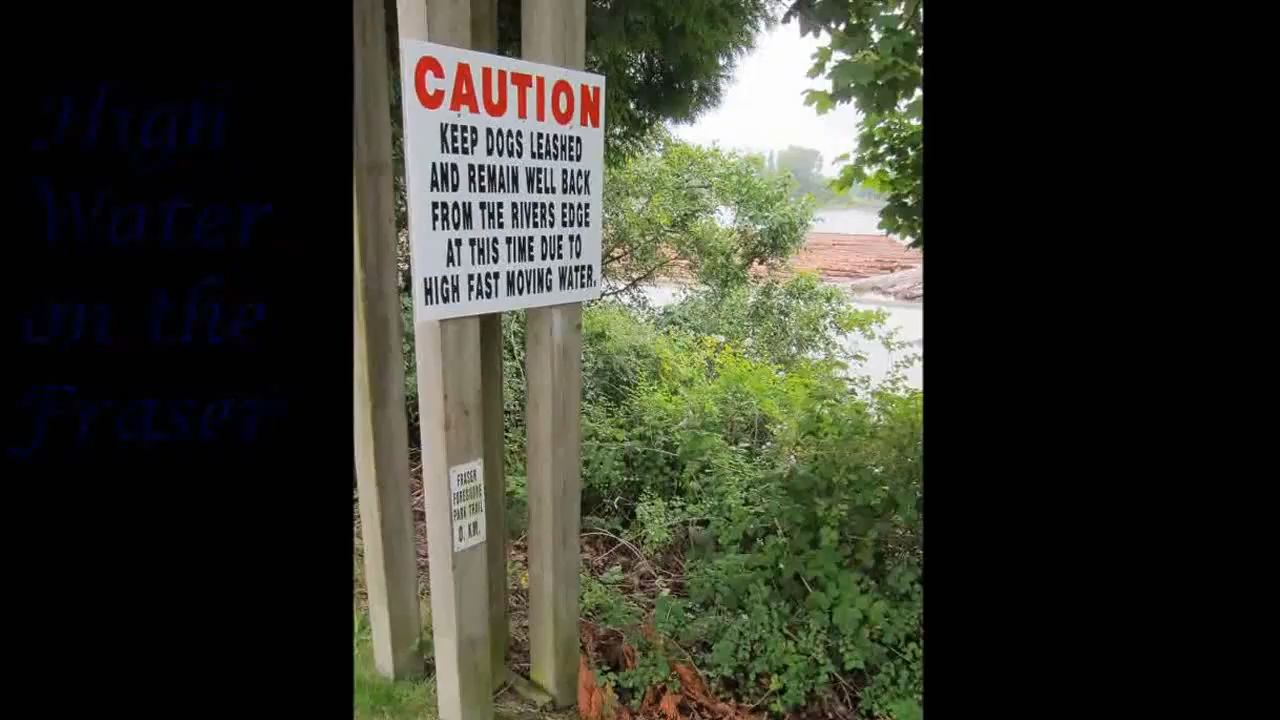 High
Water
on the
Fraser
CAUTION
KEEP DOGS LEASHED
AND REMAIN WELL BACK
FROM THE RIVERS EDGE
AT THIS TIME DUE TO
HIGH FAST MOVING WATER.
FRASER
FORESHORE
PARK TRAIL
0. KM.